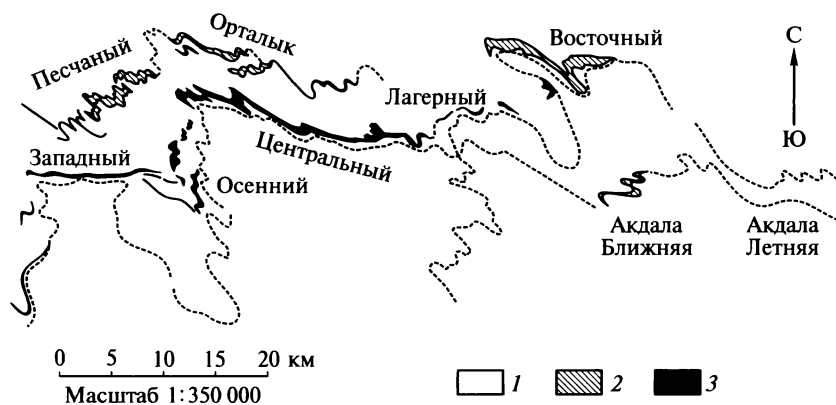 Песчаный
Орталык
Восточный
С
Ю
Лагерный
Центральный
Западный
Осенний
Акдала
Ближняя
Акдала
Летняя
0 5 10 15 20 км
Масштаб 1:350 000
1 2 3